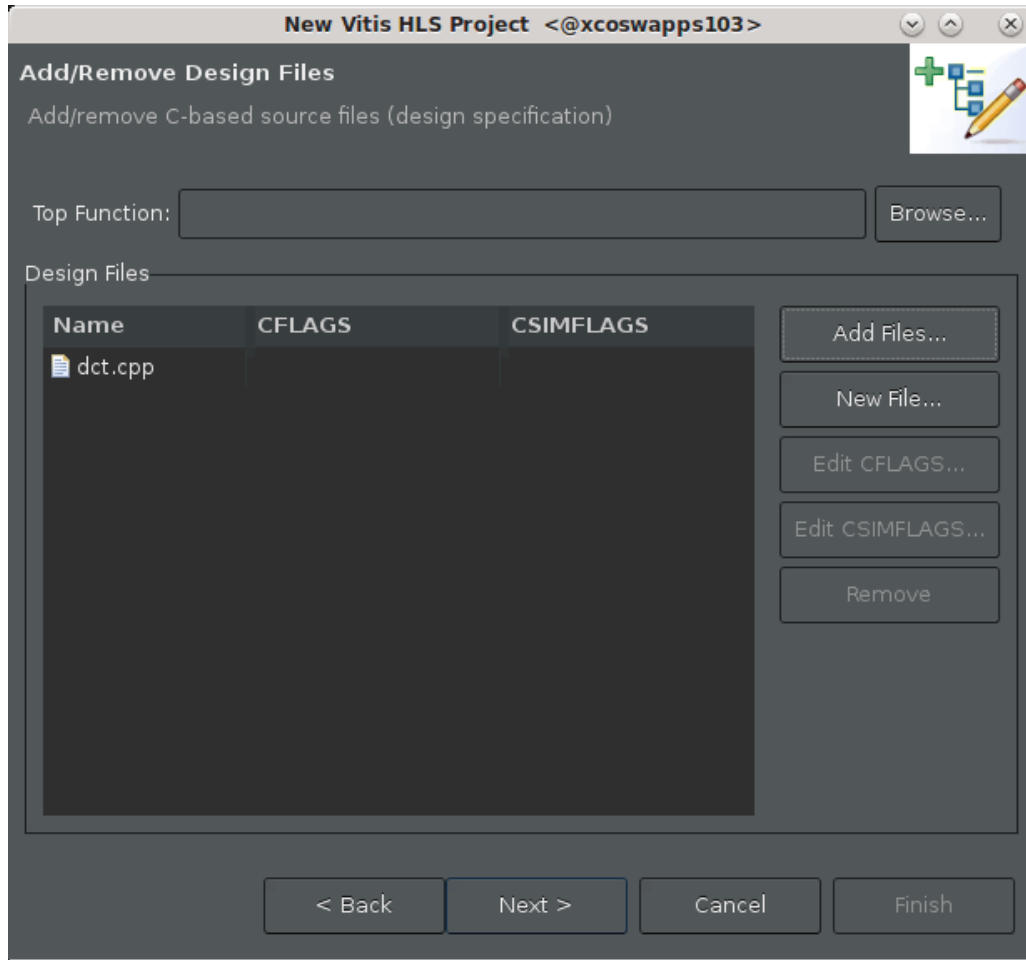 New Vitis HLS Project <@xcoswapps103>
Add/Remove Design Files
Add/remove C-based source files (design specification)
Top Function:
Browse...
Design Files
Name CFLAGS CSIMFLAGS
dct.cpp
Add Files...
New File...
Edit CFLAGS...
Edit CSIMFLAGS...
Remove
< Back Next > Cancel Finish